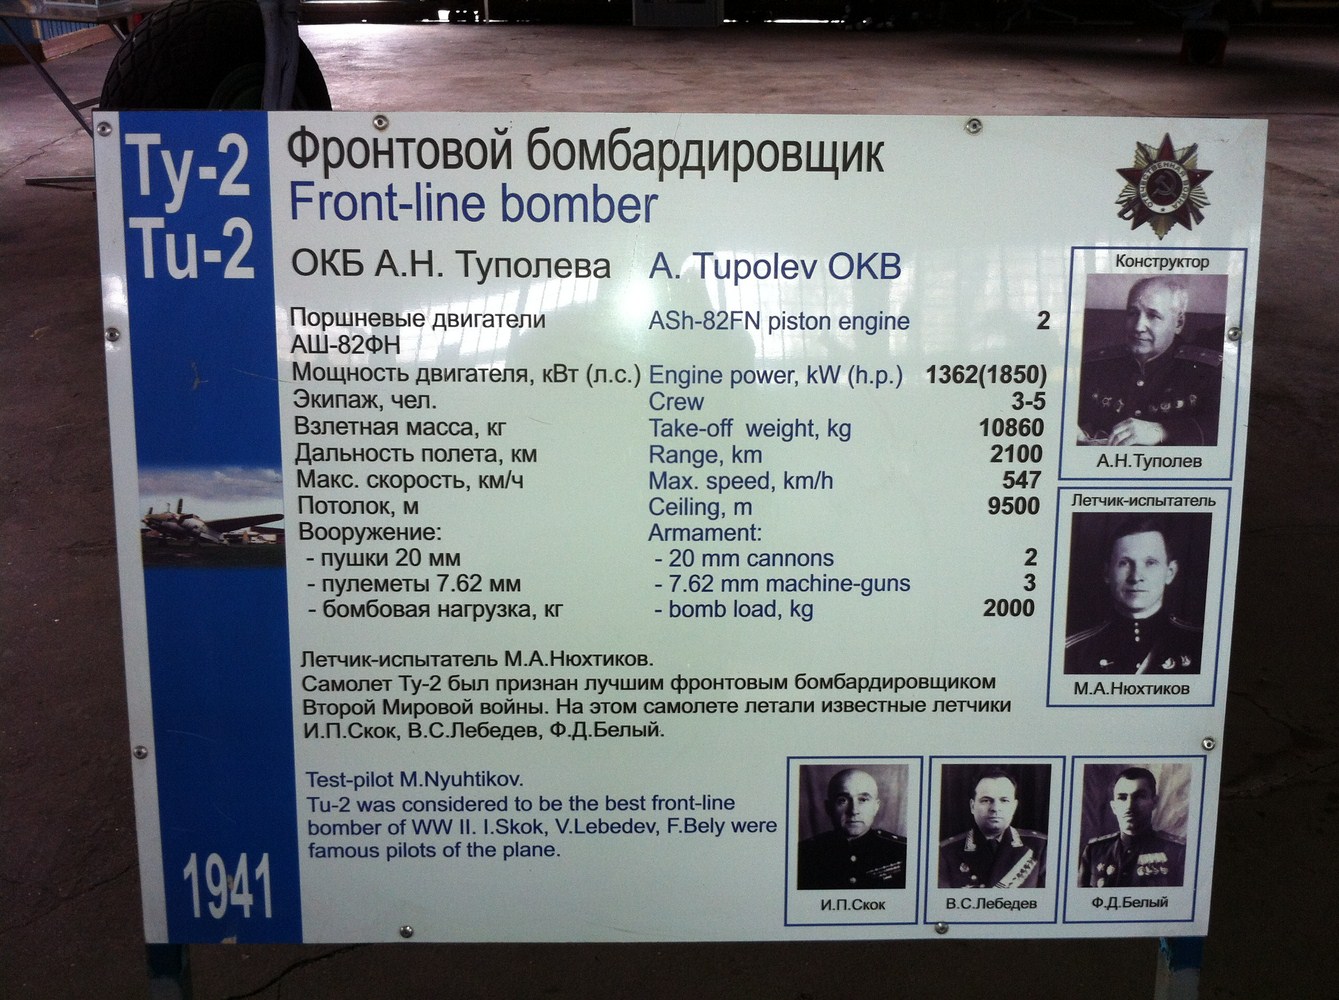 Ту-2
Tu-2
1941
Фронтовой бомбардировщик
Front-line bomber
ОКБ А.Н. Туполева A. Tupolev OKB
Поршневые двигатели ASh-82FN piston engine 2
АШ-82ФН
Мощность двигателя, кВт (л.с.) Engine power, kW (h.p.) 1362(1850)
Экипаж, чел. Crew 3-5
Взлетная масса, кг Take-off weight, kg 10860
Дальность полета, км Range, km 2100
Макс. скорость, км/ч Max. speed, km/h 547
Потолок, м Ceiling, m 9500
Вооружение: Armament:
- пушки 20 мм - 20 mm cannons 2
- пулеметы 7.62 мм - 7.62 mm machine-guns 3
- бомбовая нагрузка, кг - bomb load, kg 2000
Летчик-испытатель М.А.Нюхтиков.
Самолет Ту-2 был признан лучшим фронтовым бомбардировщиком
Второй Мировой войны. На этом самолете летали известные летчики
И.П.Скок, В.С.Лебедев, Ф.Д.Белый.
Test-pilot M.Nyuhtikov.
Tu-2 was considered to be the best front-line
bomber of WW II. I.Skok, V.Lebedev, F.Bely were
famous pilots of the plane.
ОТЕЧЕСТВЕННАЯ ВОЙНА
Конструктор
А.Н.Туполев
Летчик-испытатель
М.А.Нюхтиков
И.П.Скок
В.С.Лебедев
Ф.Д.Белый